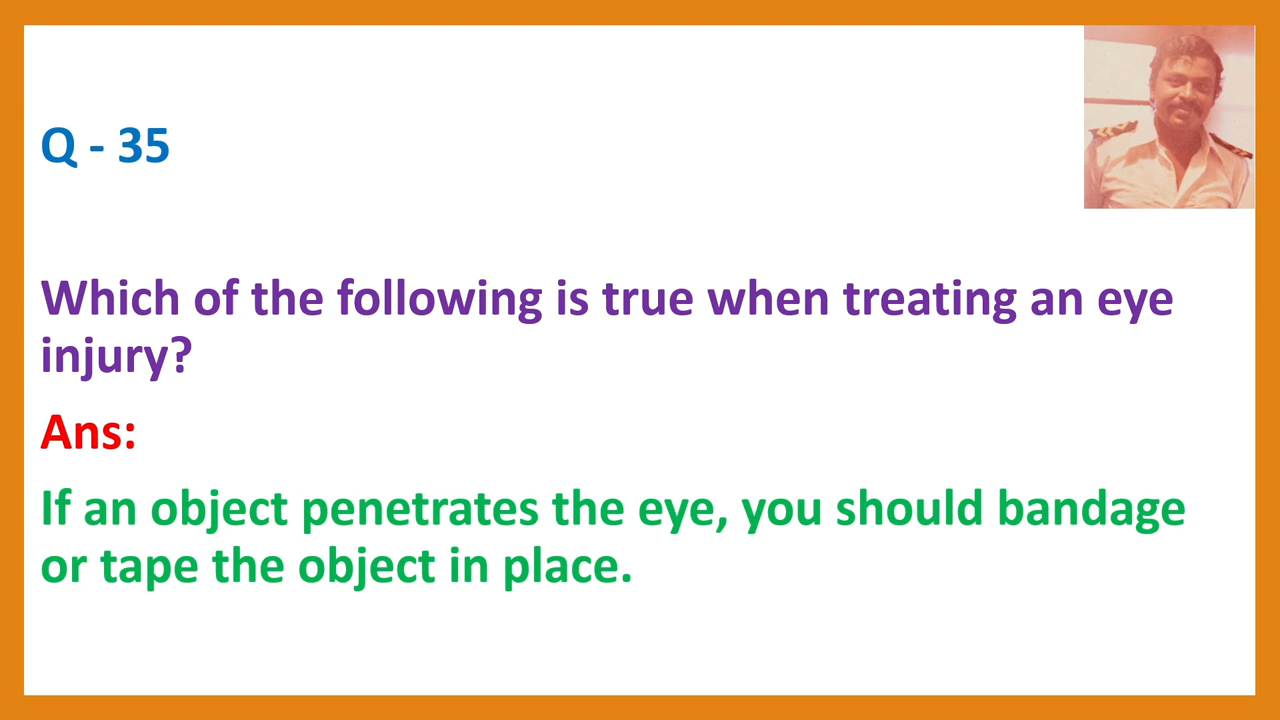 Q - 35
Which of the following is true when treating an eye
injury?
Ans:
If an object penetrates the eye, you should bandage
or tape the object in place.